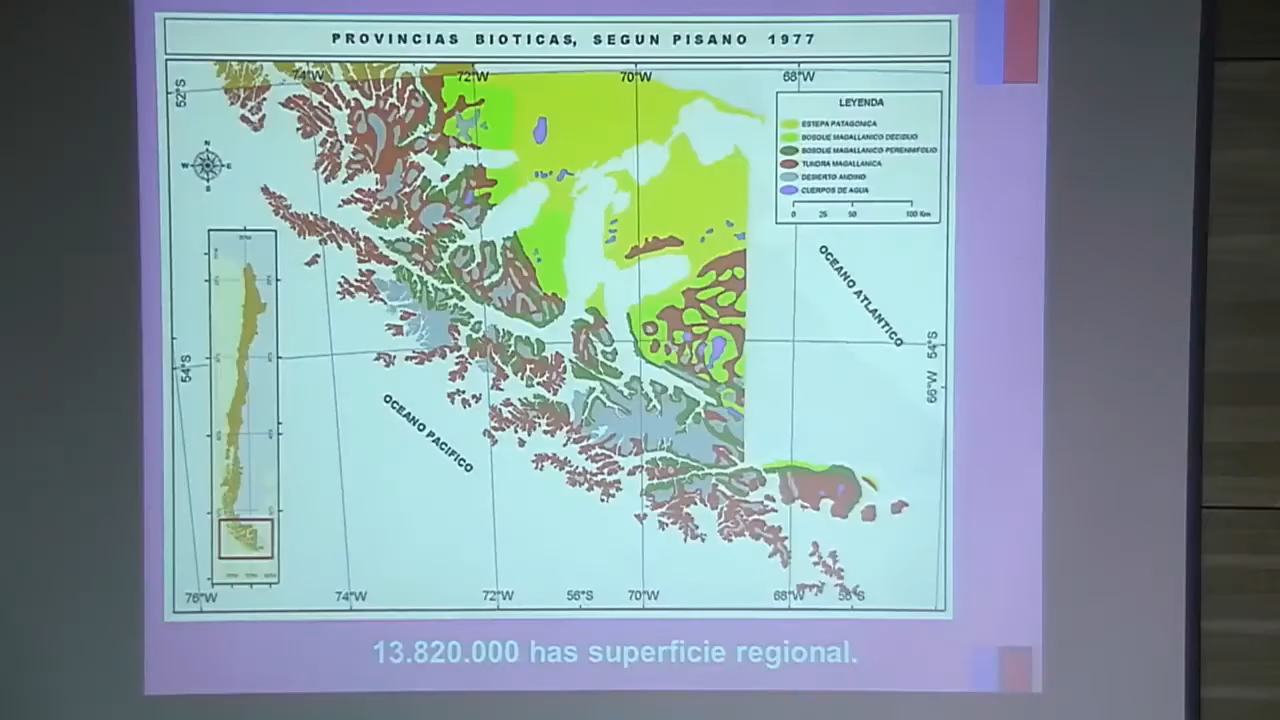 PROVINCIAS BIOTICAS, SEGUN PISANO 1977
74°W
72°W
70°W
68°W
52°S
LEYENDA
ESTEPA PATAGONICA
BOSQUE MAGALLANICO DECIDUO
BOSQUE MAGALLANICO PERENNIFOLIO
TUNDRA MAGALLANICA
DESIERTO ANDINO
CUERPOS DE AGUA
0 25 50 100 Km
N
W E
S
OCEANO ATLANTICO
54°S
54°S
66°W
OCEANO PACIFICO
76°W
74°W
72°W
56°S
70°W
68°W
56°S
13.820.000 has superficie regional.